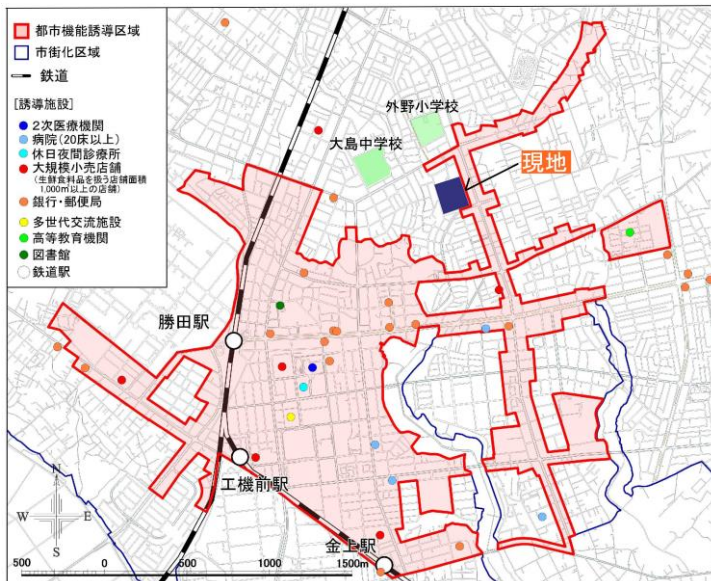 都市機能誘導区域
市街化区域
鉄道
[誘導施設]
2次医療機関
病院(20床以上)
休日夜間診療所
大規模小売店舗
(生鮮食料品を扱う店舗面積
1,000㎡以上の店舗)
銀行・郵便局
多世代交流施設
高等教育機関
図書館
鉄道駅
外野小学校
大島中学校
現地
勝田駅
工機前駅
金上駅
N
W E
S
500 0 500 1000 1500m